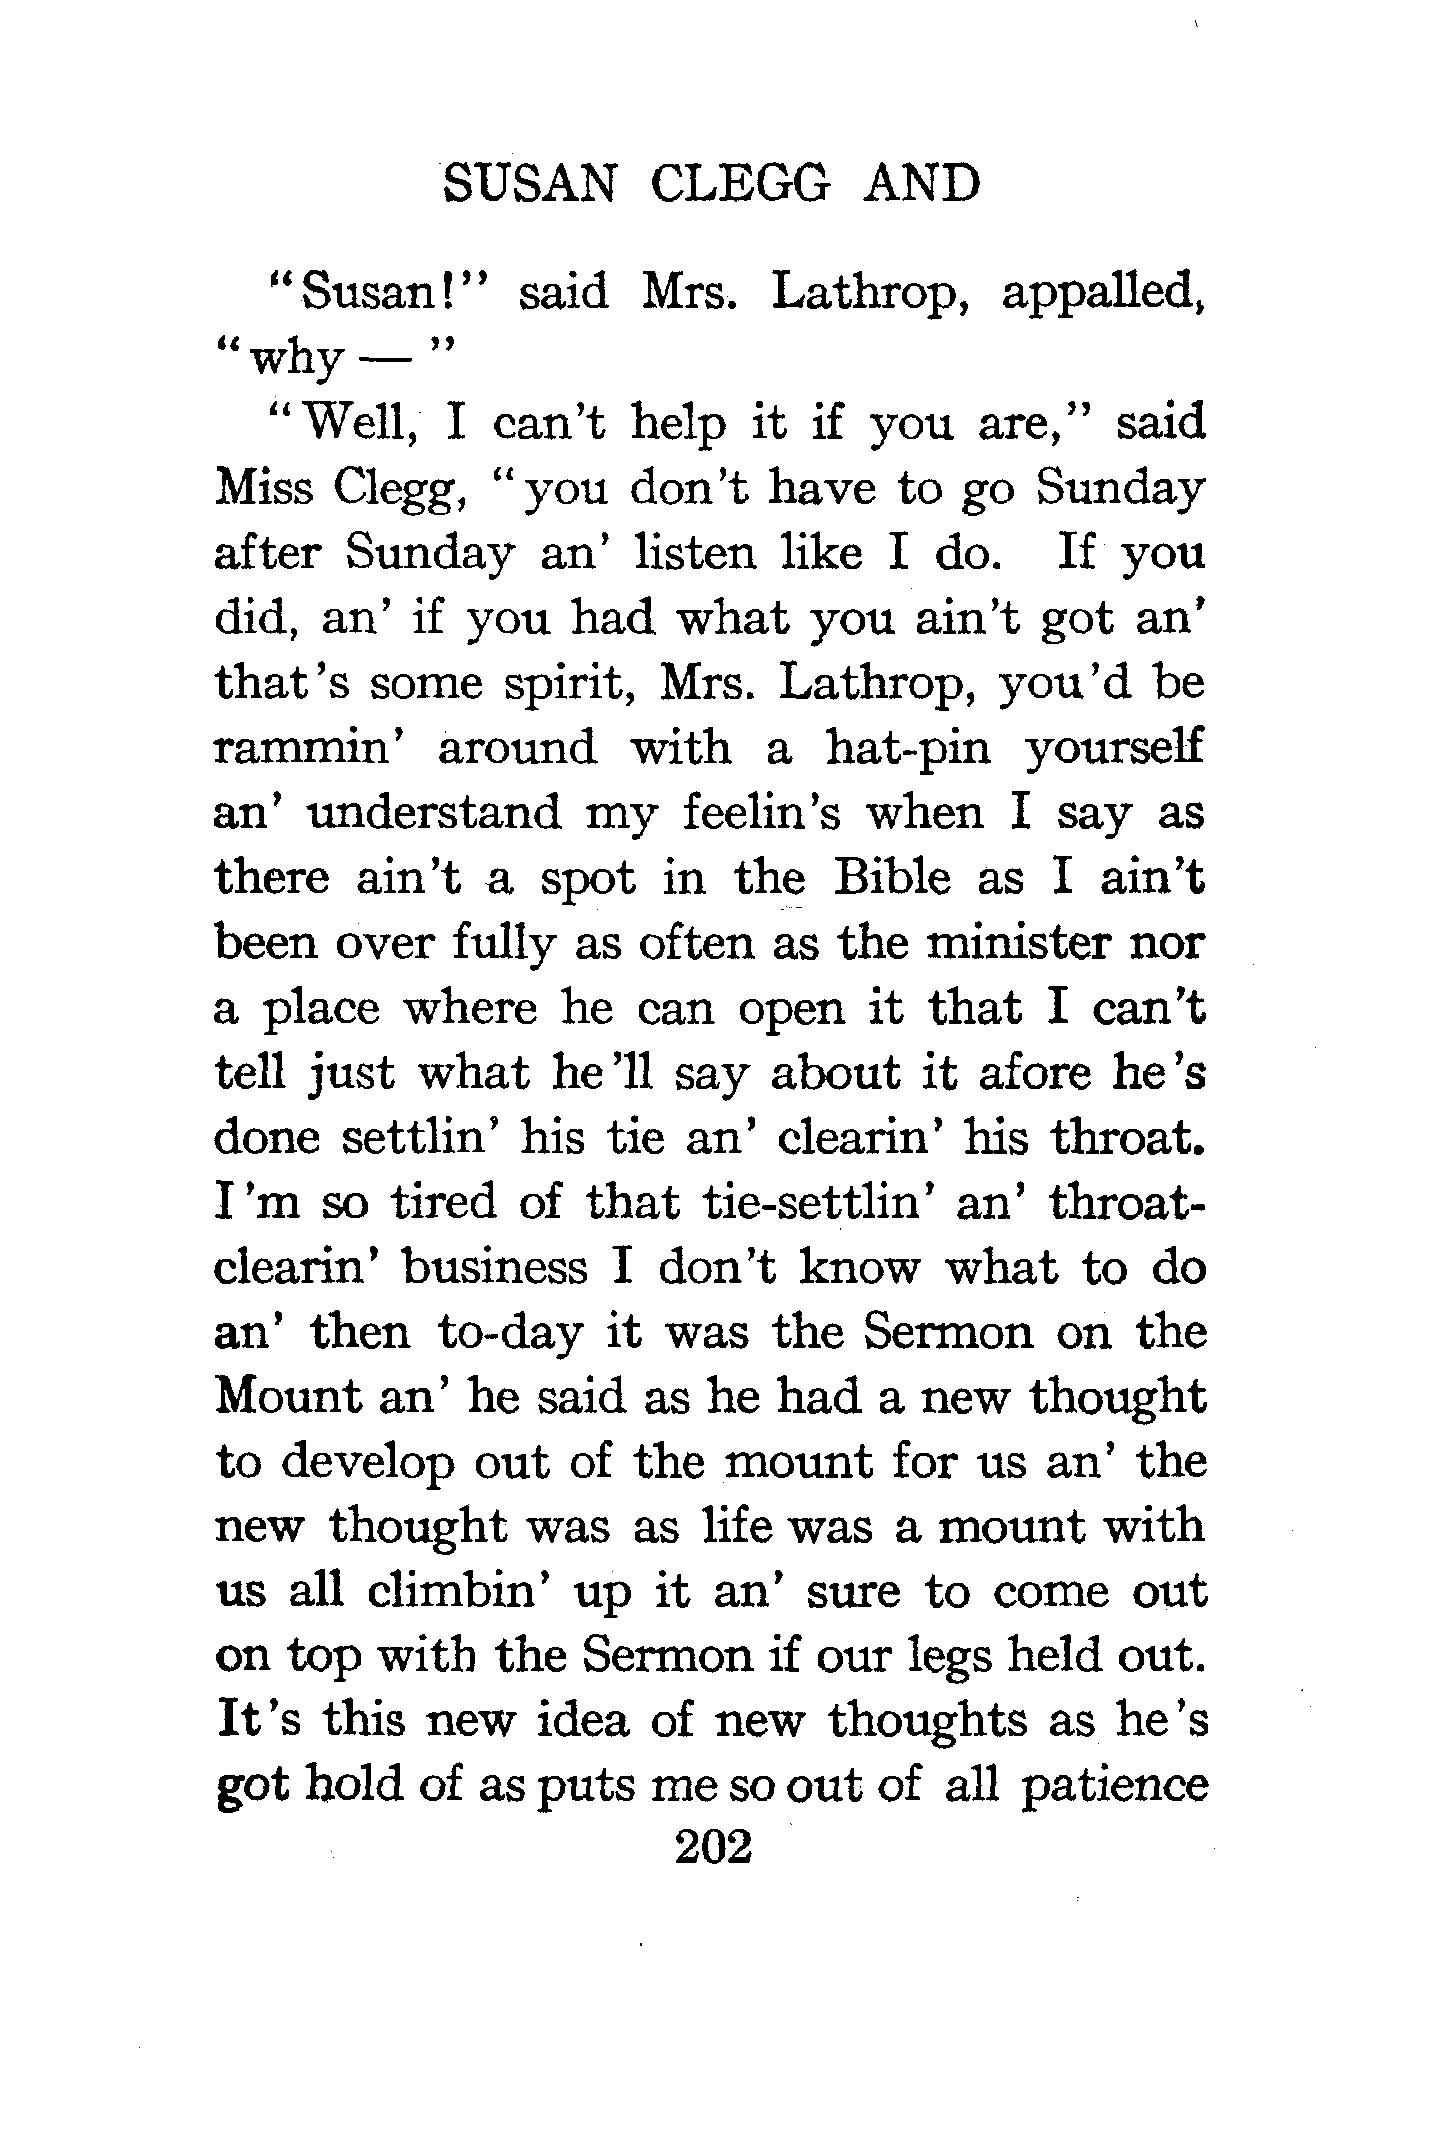 SUSAN CLEGG AND
"Susan!" said Mrs. Lathrop, appalled,
"why — "
"Well, I can't help it if you are," said
Miss Clegg, "you don't have to go Sunday
after Sunday an' listen like I do. If you
did, an' if you had what you ain't got an'
that's some spirit, Mrs. Lathrop, you'd be
rammin' around with a hat-pin yourself
an' understand my feelin's when I say as
there ain't a spot in the Bible as I ain't
been over fully as often as the minister nor
a place where he can open it that I can't
tell just what he'll say about it afore he's
done settlin' his tie an' clearin' his throat.
I'm so tired of that tie-settlin' an' throat-
clearin' business I don't know what to do
an' then to-day it was the Sermon on the
Mount an' he said as he had a new thought
to develop out of the mount for us an' the
new thought was as life was a mount with
us all climbin' up it an' sure to come out
on top with the Sermon if our legs held out.
It's this new idea of new thoughts as he's
got hold of as puts me so out of all patience
202